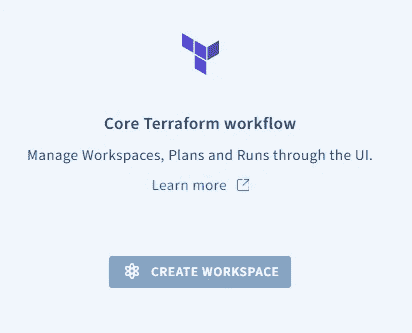 Core Terraform workflow
Manage Workspaces, Plans and Runs through the UI.
Learn more
CREATE WORKSPACE